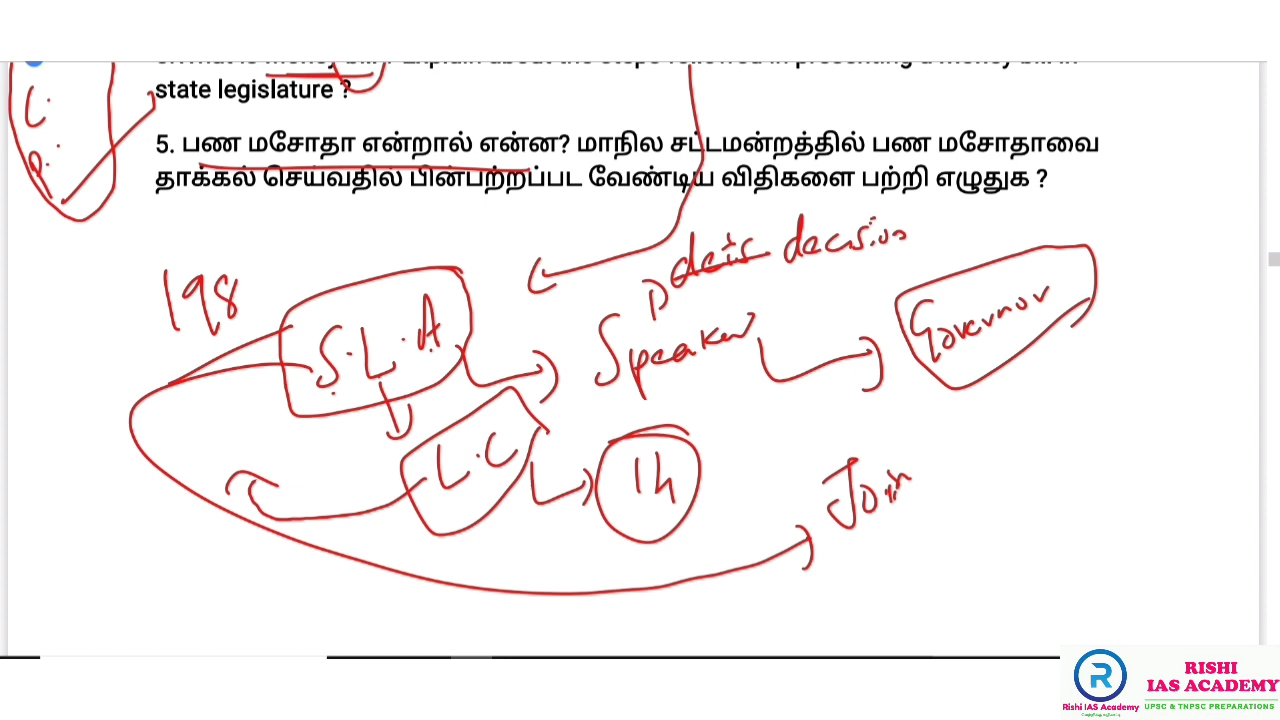 state legislature ?
5. பண மசோதா என்றால் என்ன? மாநில சட்டமன்றத்தில் பண மசோதாவை
தாக்கல் செய்வதில் பின்பற்றப்பட வேண்டிய விதிகளை பற்றி எழுதுக ?
L.
P.
198
decision
S.L.A
Speaker
Governor
L.C
14
Join
R
Rishi IAS Academy
RISHI
IAS ACADEMY
UPSC & TNPSC PREPARATIONS